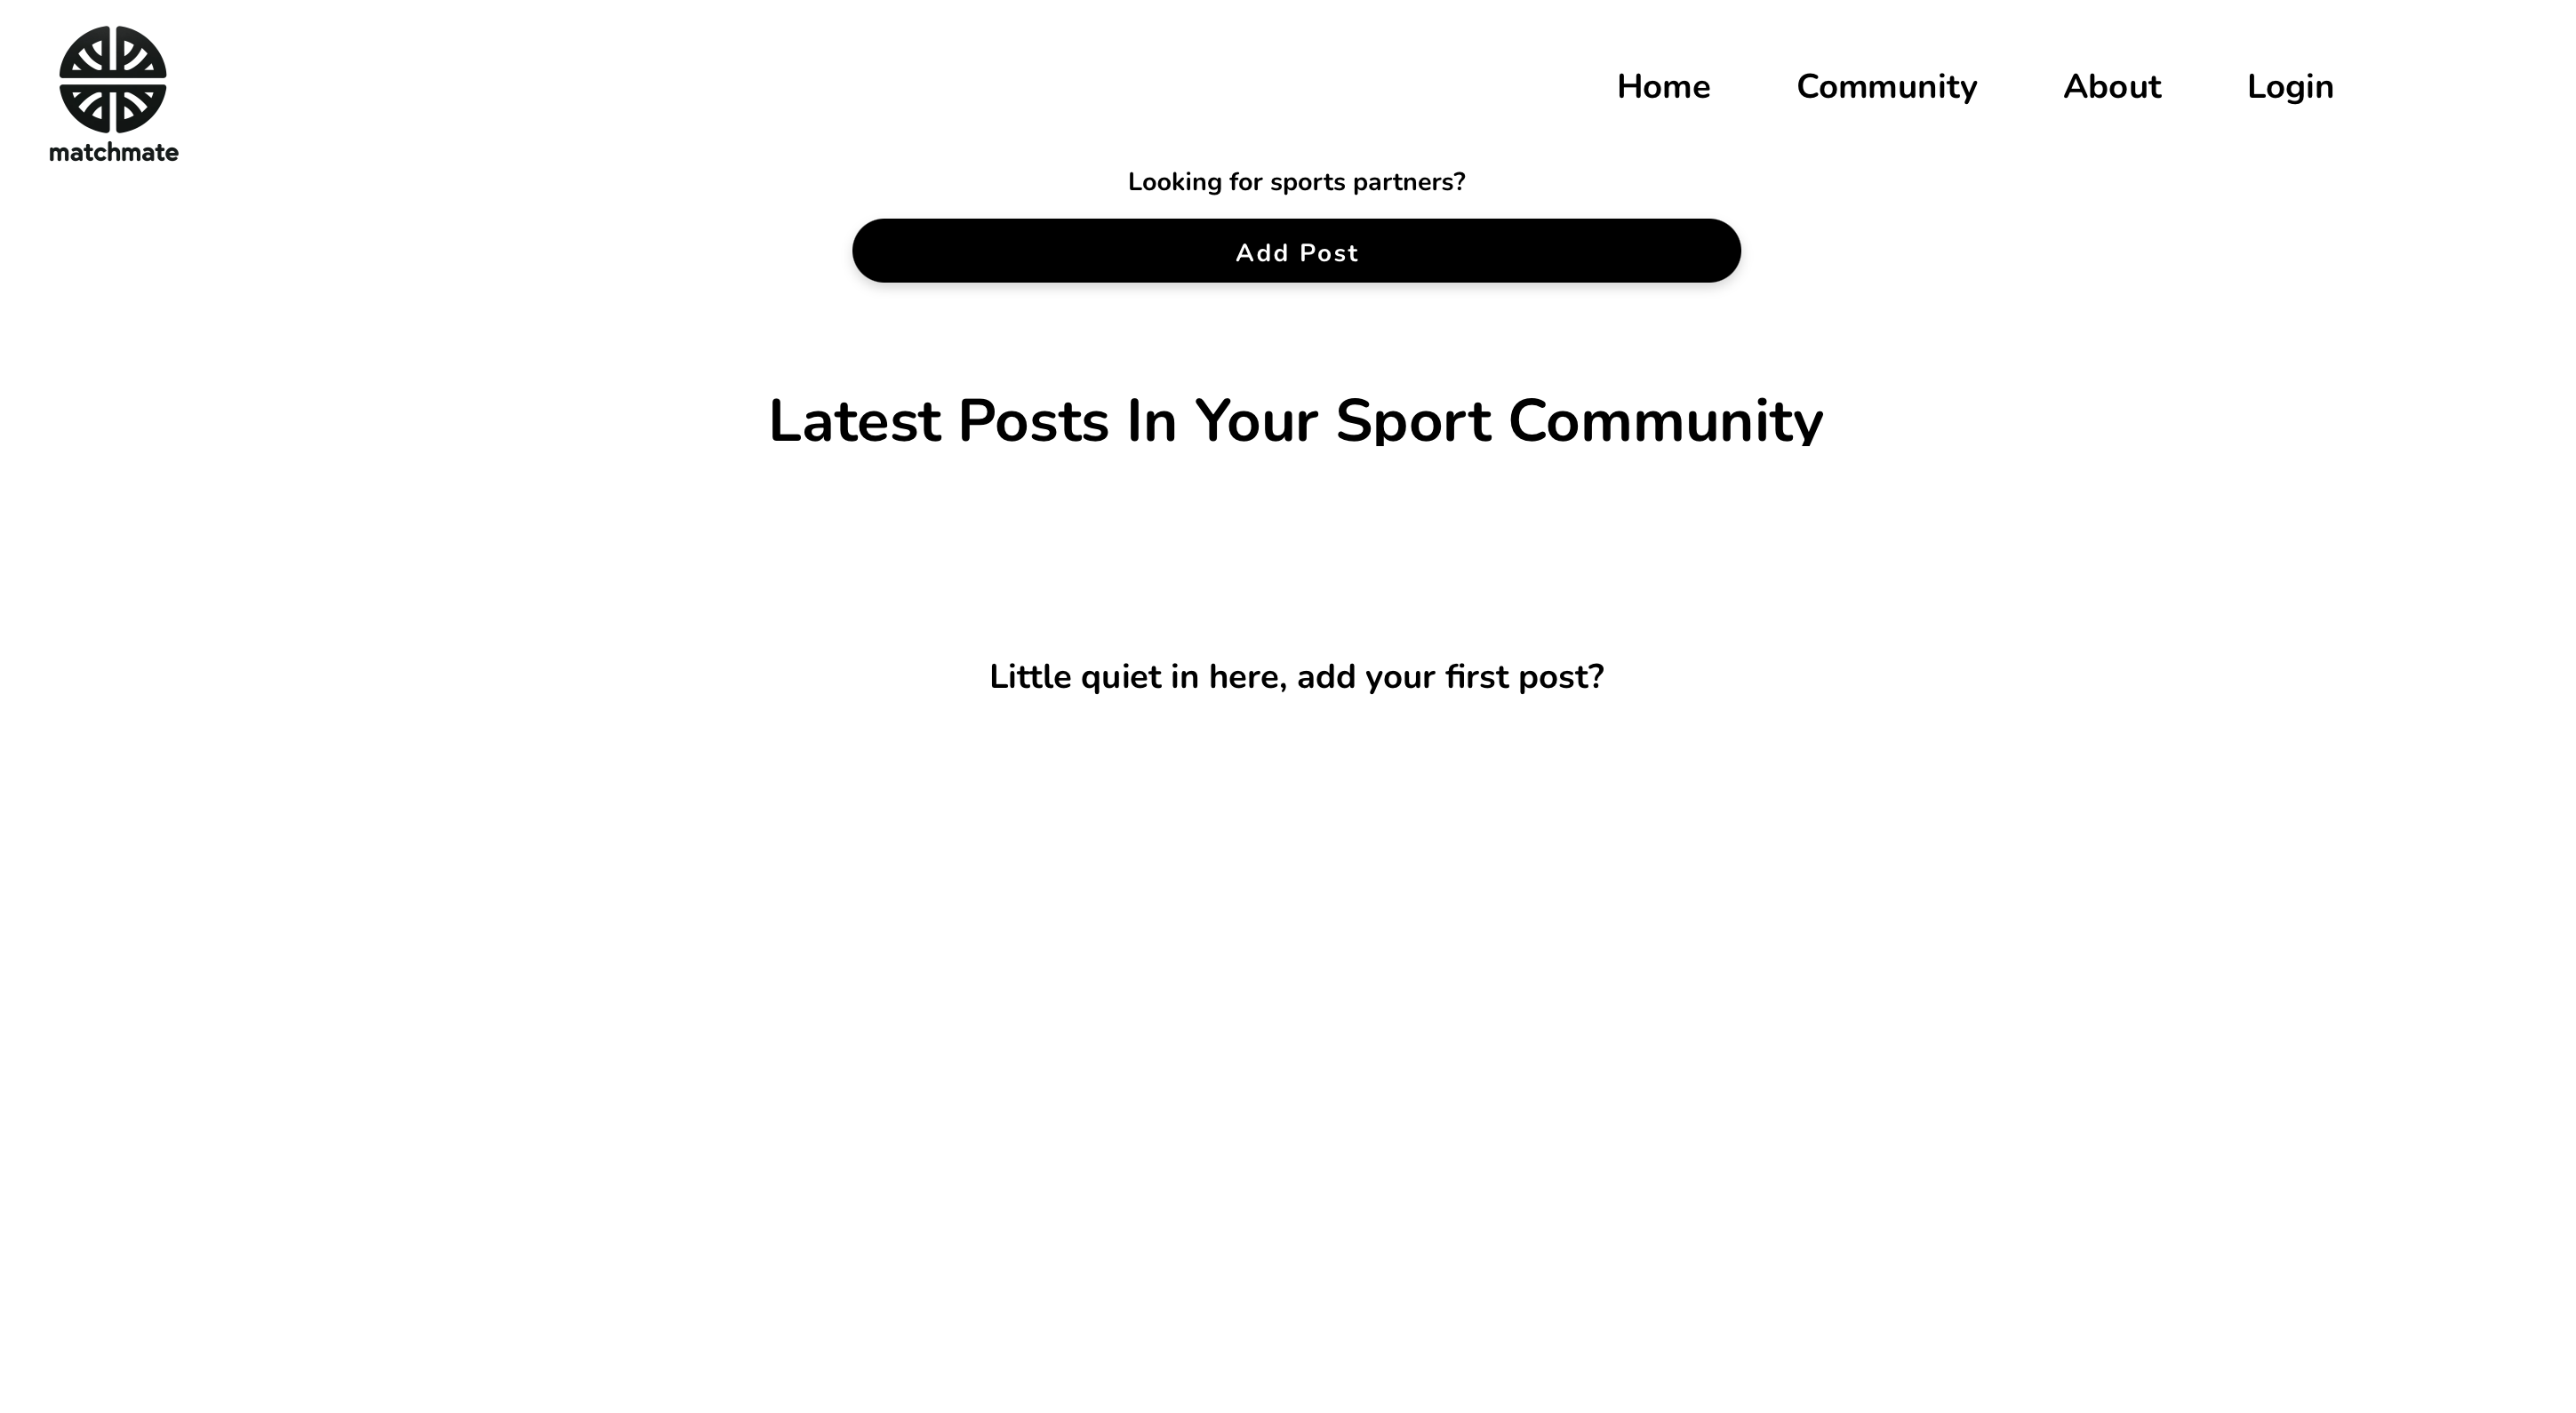 matchmate
Home Community About Login
Looking for sports partners?
Add Post
Latest Posts In Your Sport Community
Little quiet in here, add your first post?